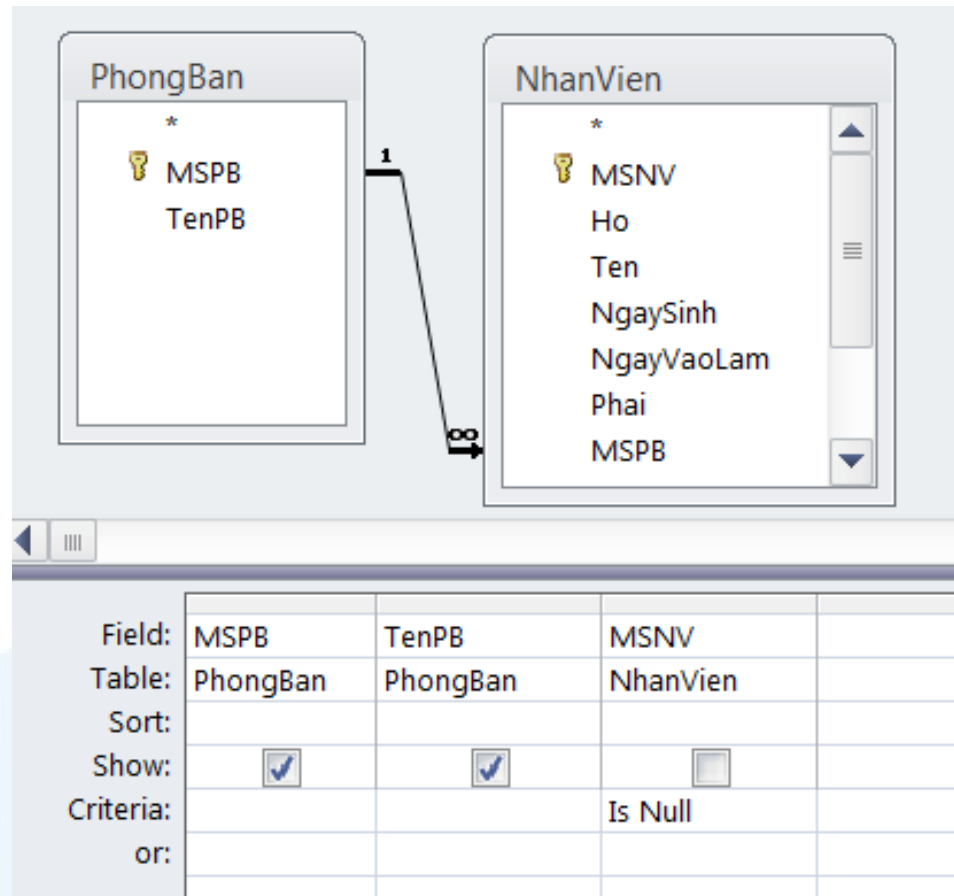 PhongBan
*
MSPB
TenPB
1
∞
NhanVien
*
MSNV
Ho
Ten
NgaySinh
NgayVaoLam
Phai
MSPB
Field: MSPB TenPB MSNV
Table: PhongBan PhongBan NhanVien
Sort:
Show:
Criteria: Is Null
or: